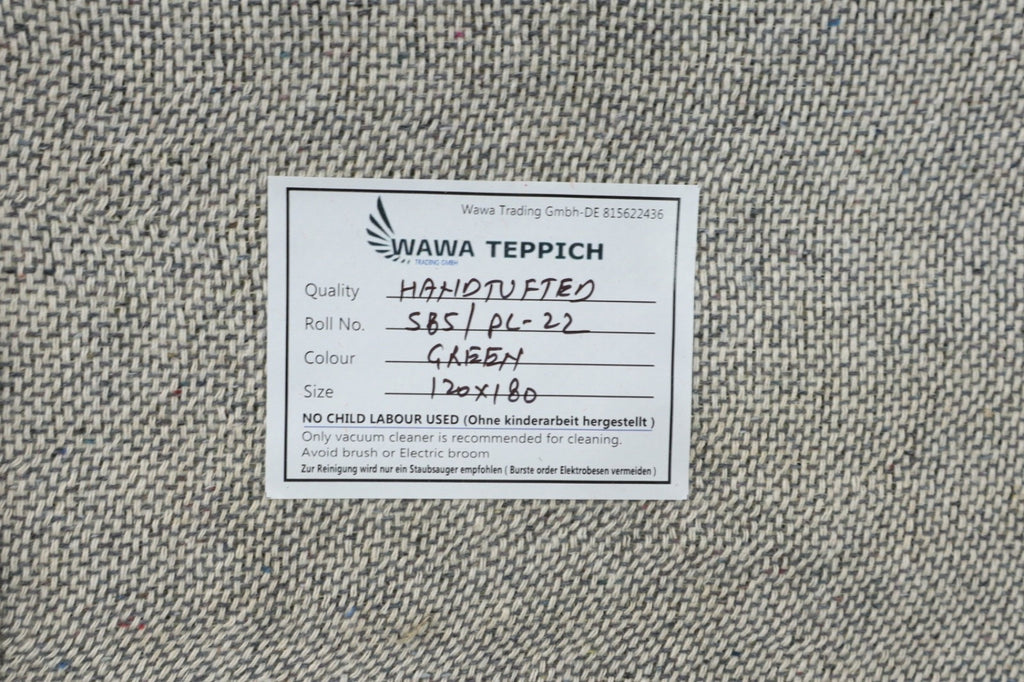 Wawa Trading Gmbh-DE 815622436
WAWA TEPPICH
TRADING GMBH
Quality HANDTUFTED
Roll No. SBS/PL-22
Colour GREEN
Size 120X180
NO CHILD LABOUR USED (Ohne kinderarbeit hergestellt )
Only vacuum cleaner is recommended for cleaning.
Avoid brush or Electric broom
Zur Reinigung wird nur ein Staubsauger empfohlen ( Burste order Elektrobesen vermeiden )